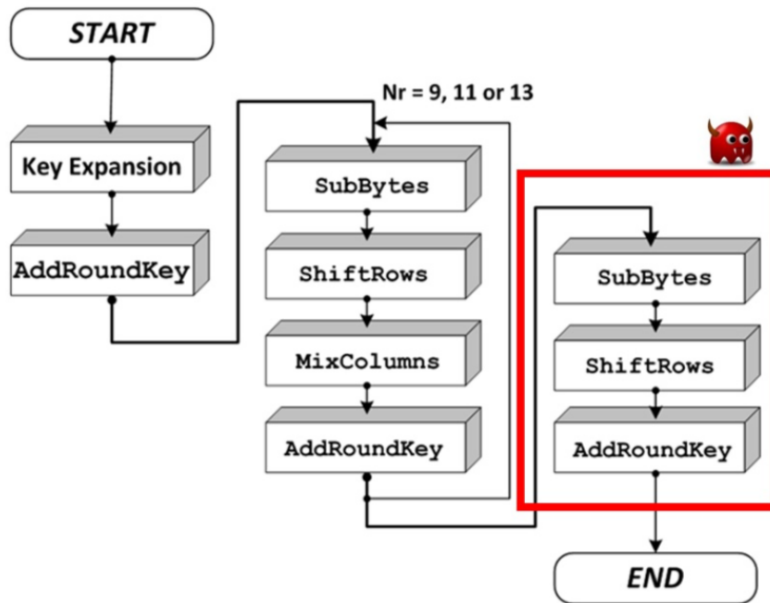 START
Key Expansion
AddRoundKey
Nr = 9, 11 or 13
SubBytes
ShiftRows
MixColumns
AddRoundKey
SubBytes
ShiftRows
AddRoundKey
END